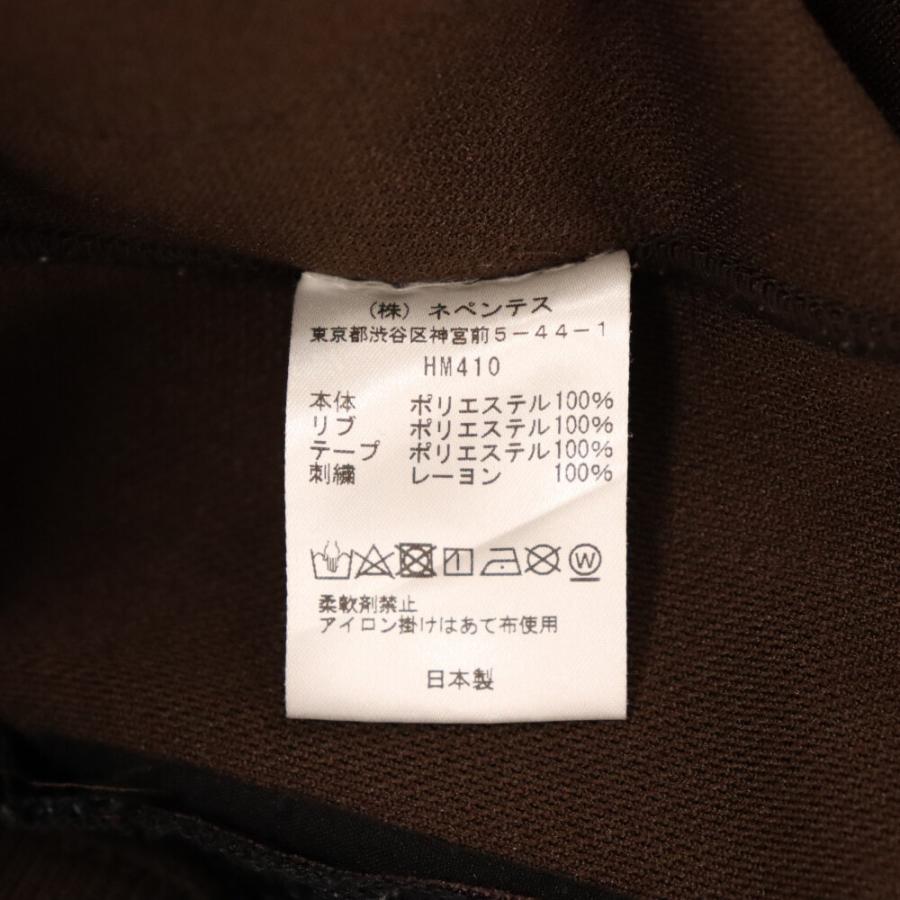 (株) ネペンテス
東京都渋谷区神宮前5-44-1
HM410
本体 ポリエステル100%
リブ ポリエステル100%
テープ ポリエステル100%
刺繍 レーヨン 100%
W
柔軟剤禁止
アイロン掛けはあて布使用
日本製